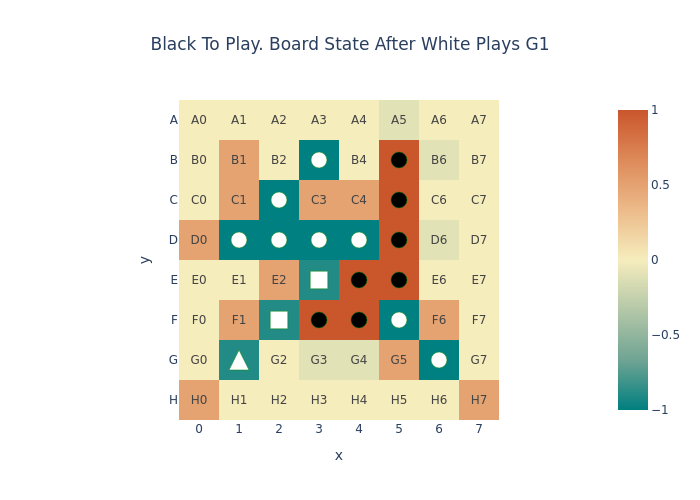 Black To Play. Board State After White Plays G1
A A0 A1 A2 A3 A4 A5 A6 A7
B B0 B1 B2 B4 B6 B7
C C0 C1 C3 C4 C6 C7
D D0 D6 D7
E E0 E1 E2 E6 E7
F F0 F1 F6 F7
G G0 G2 G3 G4 G5 G7
H H0 H1 H2 H3 H4 H5 H6 H7
0 1 2 3 4 5 6 7
x
y
1
0.5
0
−0.5
−1